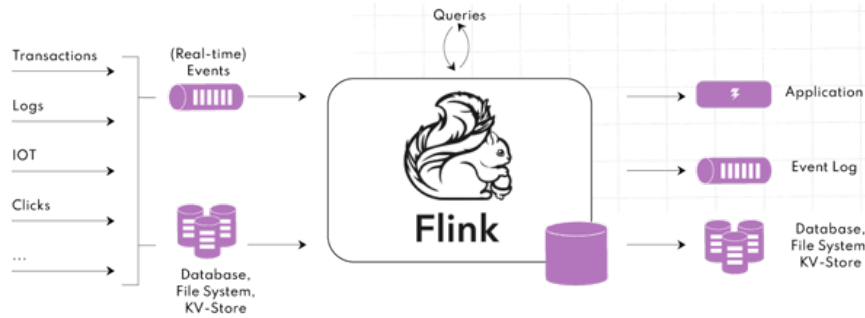 Queries
Transactions
(Real-time)
Events
Logs
IOT
Clicks
...
Database,
File System,
KV-Store
Flink
Application
Event Log
Database,
File System
KV-Store